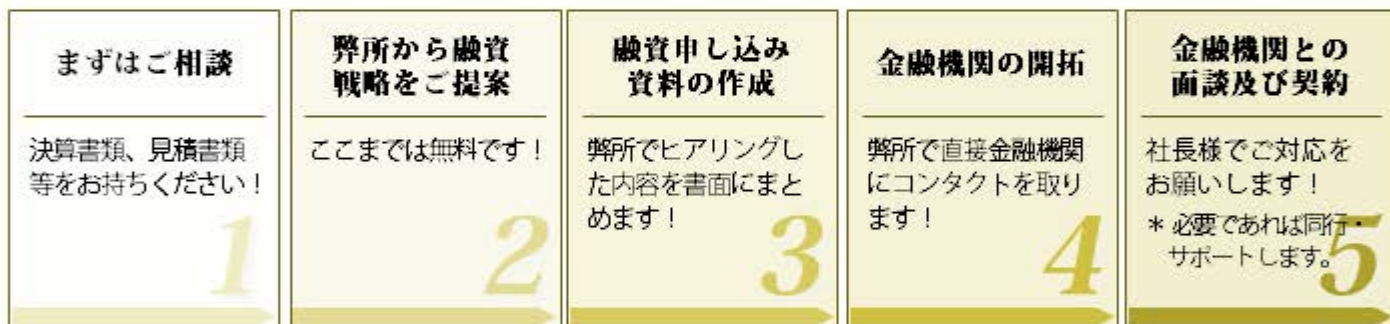 まずはご相談
決算書類、見積書類
等をお持ちください！
1
弊所から融資
戦略をご提案
ここまでは無料です！
2
融資申し込み
資料の作成
弊所でヒアリングし
た内容を書面にまと
めます！
3
金融機関の開拓
弊所で直接金融機関
にコンタクトを取り
ます！
4
金融機関との
面談及び契約
社長様でご対応を
お願いします！
＊必要であれば同行・
サポートします。
5